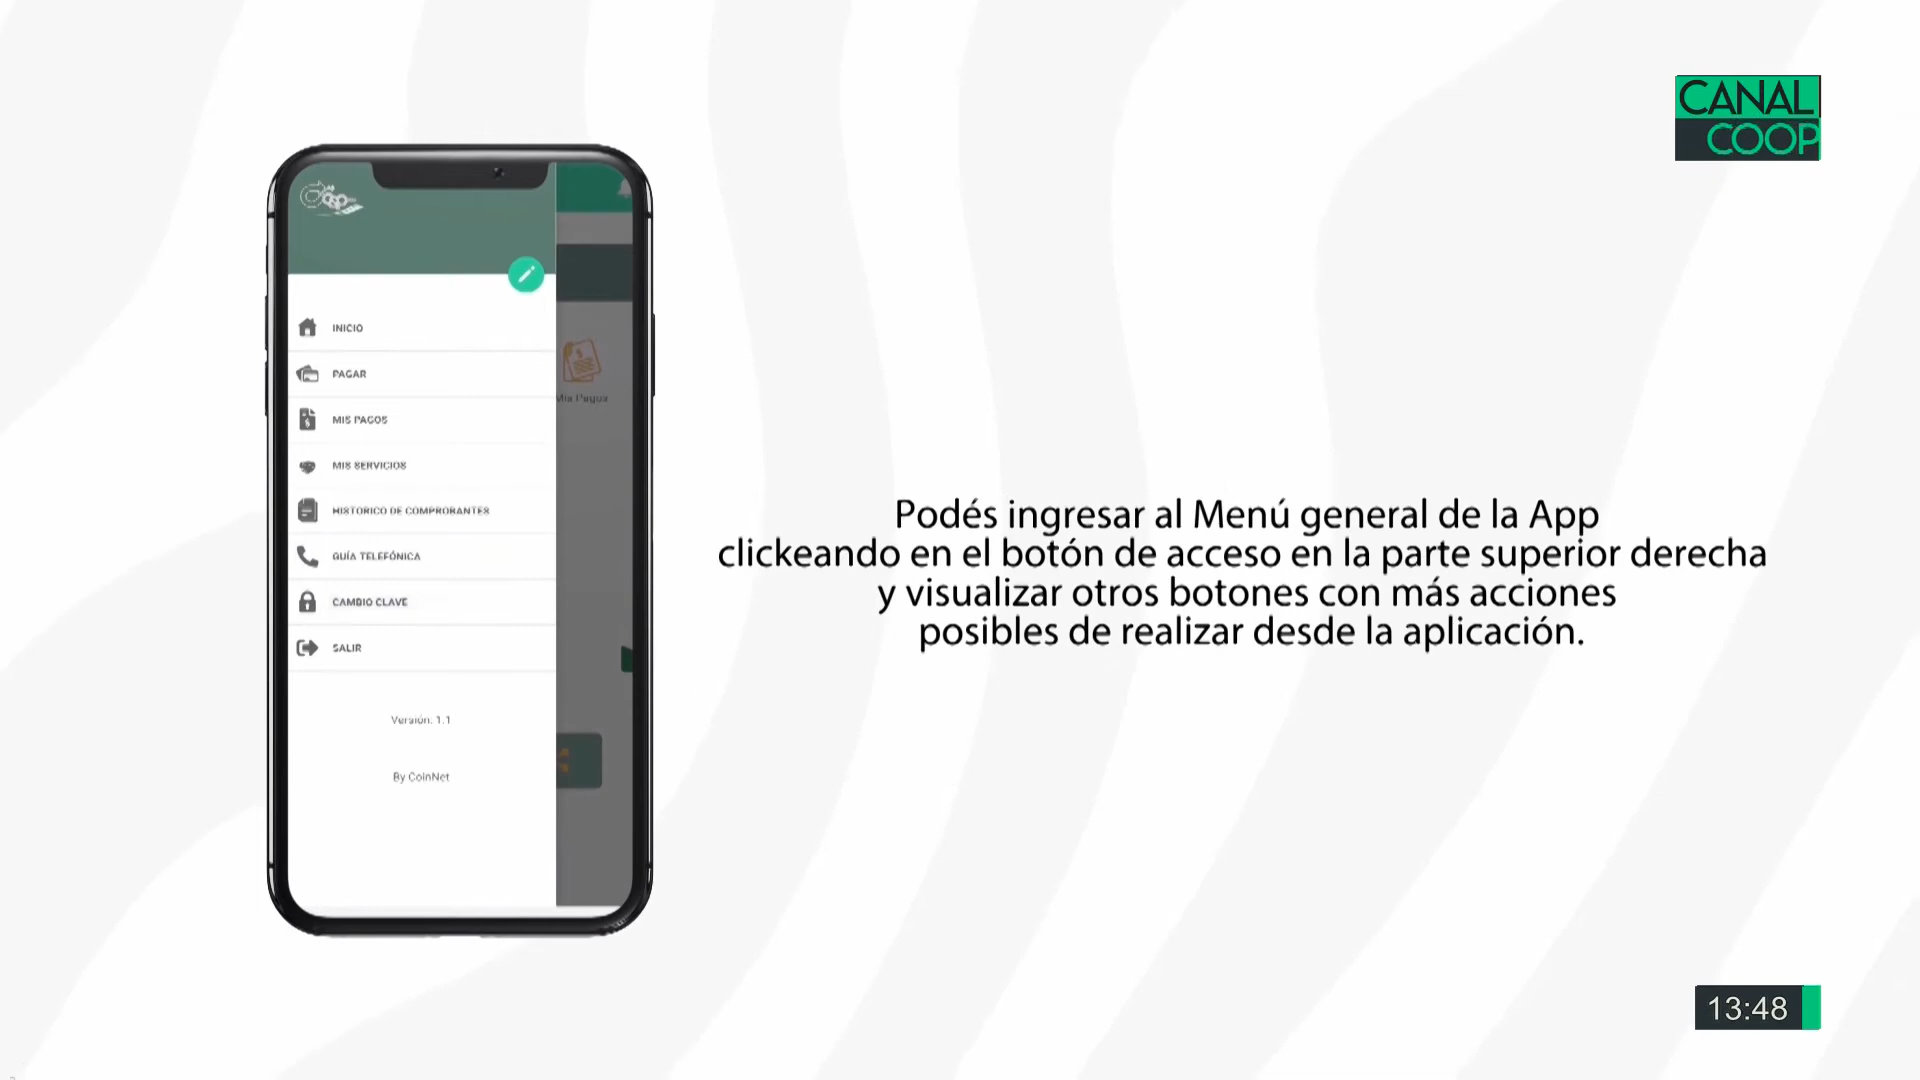 CANAL
COOP
INICIO
PAGAR
MIS PAGOS
MIS SERVICIOS
HISTORICO DE COMPROBANTES
GUÍA TELEFÓNICA
CAMBIO CLAVE
SALIR
Versión: 1.1
By CoinNet
Mis Pagos
Podés ingresar al Menú general de la App
clickeando en el botón de acceso en la parte superior derecha
y visualizar otros botones con más acciones
posibles de realizar desde la aplicación.
13:48